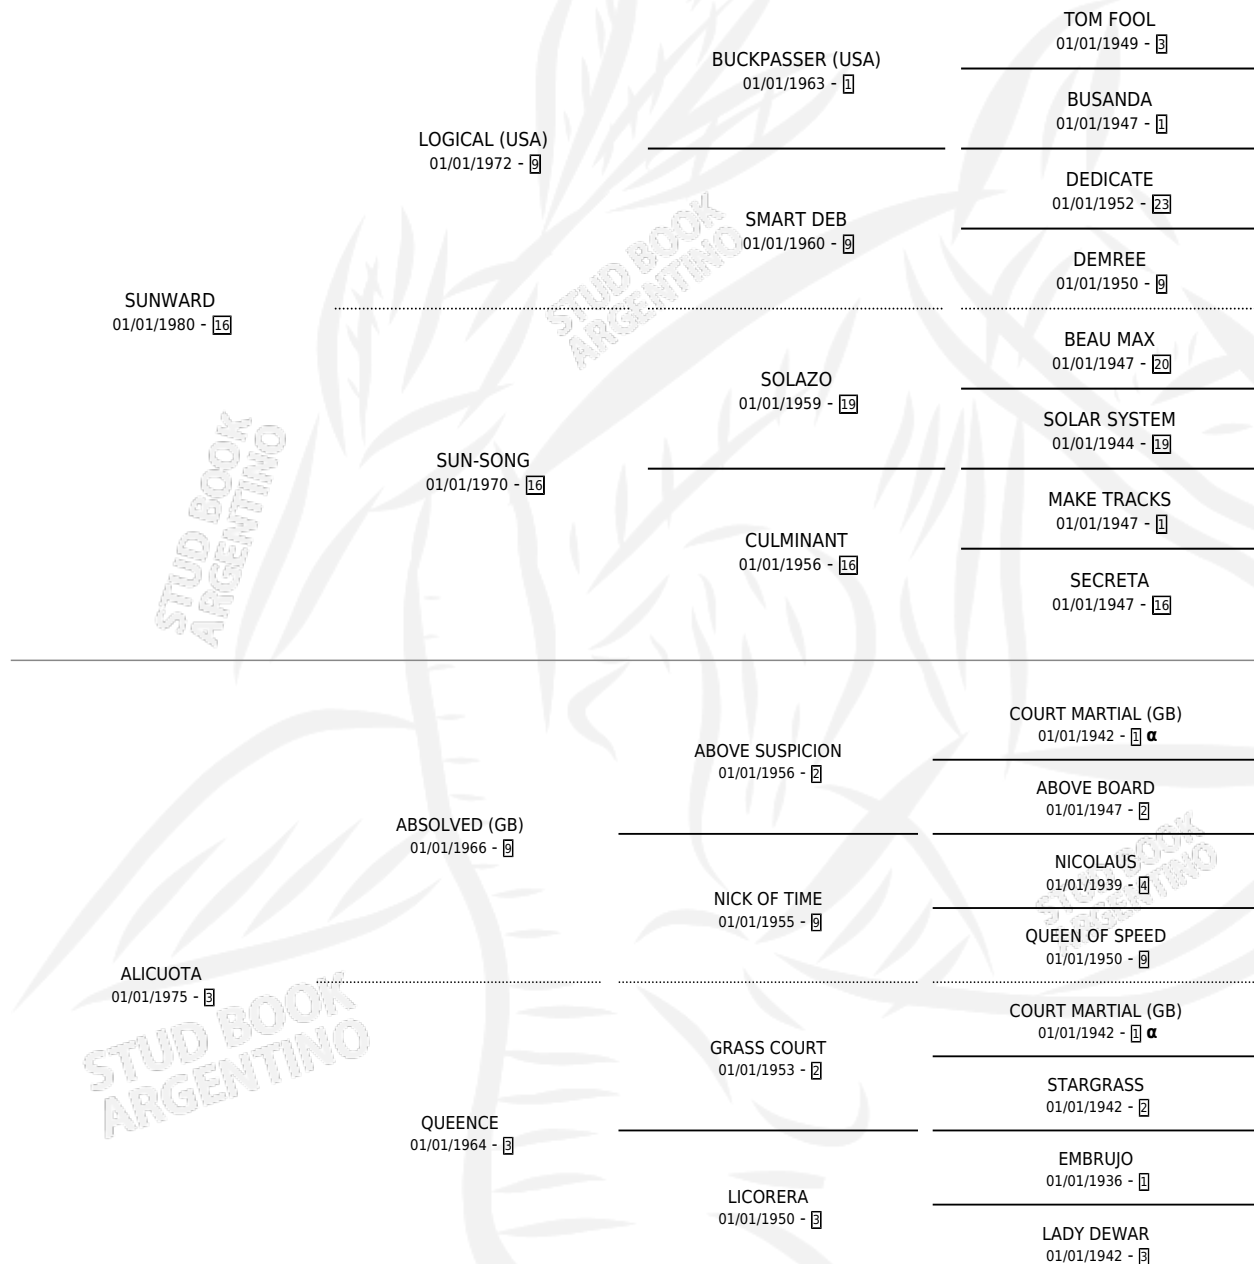 TOM FOOL
01/01/1949 - 3
BUCKPASSER (USA)
01/01/1963 - 1
BUSANDA
01/01/1947 - 1
LOGICAL (USA)
01/01/1972 - 9
DEDICATE
01/01/1952 - 23
SMART DEB
01/01/1960 - 9
DEMREE
01/01/1950 - 9
SUNWARD
01/01/1980 - 16
BEAU MAX
01/01/1947 - 20
SOLAZO
01/01/1959 - 19
SOLAR SYSTEM
01/01/1944 - 19
SUN-SONG
01/01/1970 - 16
MAKE TRACKS
01/01/1947 - 1
CULMINANT
01/01/1956 - 16
SECRETA
01/01/1947 - 16
COURT MARTIAL (GB)
01/01/1942 - 1 α
ABOVE SUSPICION
01/01/1956 - 2
ABOVE BOARD
01/01/1947 - 2
ABSOLVED (GB)
01/01/1966 - 9
NICOLAUS
01/01/1939 - 4
NICK OF TIME
01/01/1955 - 9
QUEEN OF SPEED
01/01/1950 - 9
ALICUOTA
01/01/1975 - 3
COURT MARTIAL (GB)
01/01/1942 - 1 α
GRASS COURT
01/01/1953 - 2
STARGRASS
01/01/1942 - 2
QUEENCE
01/01/1964 - 3
EMBRUJO
01/01/1936 - 1
LICORERA
01/01/1950 - 3
LADY DEWAR
01/01/1942 - 3
STUD BOOK
ARGENTINO
STUD BOOK
ARGENTINO
STUD BOOK
ARGENTINO
STUD BOOK
ARGENTINO